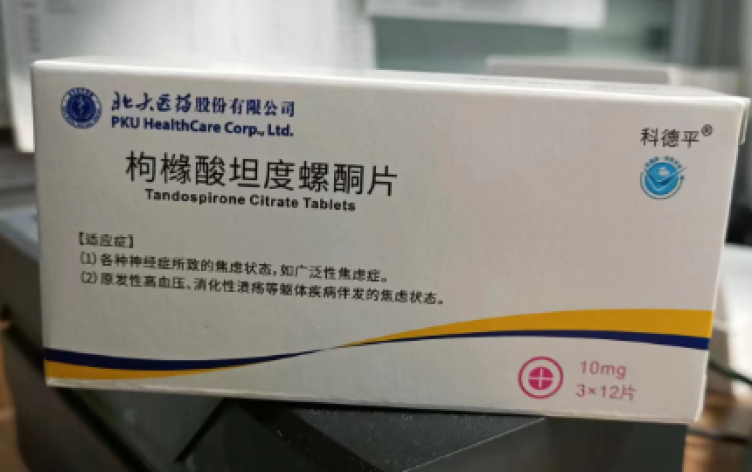 北大医药股份有限公司
PKU HealthCare Corp., Ltd.
科德平®
枸橼酸坦度螺酮片
Tandospirone Citrate Tablets
【适应症】
(1) 各种神经症所致的焦虑状态，如广泛性焦虑症。
(2) 原发性高血压、消化性溃疡等躯体疾病伴发的焦虑状态。
10mg
3×12片